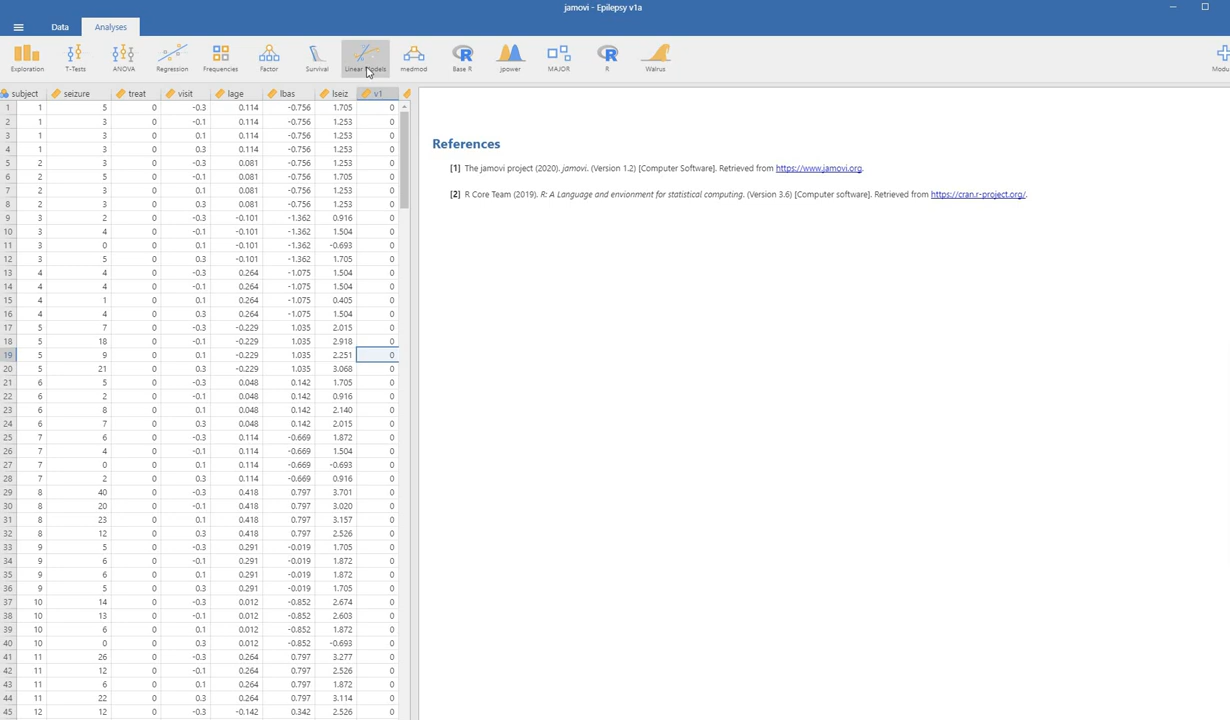 jamovi - Epilepsy v1a
Data Analyses
Exploration T-Tests ANOVA Regression Frequencies Factor Survival Linear Models medmod Base R jpower MAJOR R Walrus Modu
subject seizure treat visit lage lbas lseiz v1
1 1 5 0 -0.3 0.114 -0.756 1.705 0
2 1 3 0 -0.1 0.114 -0.756 1.253 0
3 1 3 0 0.1 0.114 -0.756 1.253 0
4 1 3 0 0.3 0.114 -0.756 1.253 0
5 2 3 0 -0.3 0.081 -0.756 1.253 0
6 2 5 0 -0.1 0.081 -0.756 1.705 0
7 2 3 0 0.1 0.081 -0.756 1.253 0
8 2 3 0 0.3 0.081 -0.756 1.253 0
9 3 2 0 -0.3 -0.101 -1.362 0.916 0
10 3 4 0 -0.1 -0.101 -1.362 1.504 0
11 3 0 0 0.1 -0.101 -1.362 -0.693 0
12 3 5 0 0.3 -0.101 -1.362 1.705 0
13 4 4 0 -0.3 0.264 -1.075 1.504 0
14 4 4 0 -0.1 0.264 -1.075 1.504 0
15 4 1 0 0.1 0.264 -1.075 0.405 0
16 4 4 0 0.3 0.264 -1.075 1.504 0
17 5 7 0 -0.3 -0.229 1.035 2.015 0
18 5 18 0 -0.1 -0.229 1.035 2.918 0
19 5 9 0 0.1 -0.229 1.035 2.251 0
20 5 21 0 0.3 -0.229 1.035 3.068 0
21 6 5 0 -0.3 0.048 0.142 1.705 0
22 6 2 0 -0.1 0.048 0.142 0.916 0
23 6 8 0 0.1 0.048 0.142 2.140 0
24 6 7 0 0.3 0.048 0.142 2.015 0
25 7 6 0 -0.3 0.114 -0.669 1.872 0
26 7 4 0 -0.1 0.114 -0.669 1.504 0
27 7 0 0 0.1 0.114 -0.669 -0.693 0
28 7 2 0 0.3 0.114 -0.669 0.916 0
29 8 40 0 -0.3 0.418 0.797 3.701 0
30 8 20 0 -0.1 0.418 0.797 3.020 0
31 8 23 0 0.1 0.418 0.797 3.157 0
32 8 12 0 0.3 0.418 0.797 2.526 0
33 9 5 0 -0.3 0.291 -0.019 1.705 0
34 9 6 0 -0.1 0.291 -0.019 1.872 0
35 9 6 0 0.1 0.291 -0.019 1.872 0
36 9 5 0 0.3 0.291 -0.019 1.705 0
37 10 14 0 -0.3 0.012 -0.852 2.674 0
38 10 13 0 -0.1 0.012 -0.852 2.603 0
39 10 6 0 0.1 0.012 -0.852 1.872 0
40 10 0 0 0.3 0.012 -0.852 -0.693 0
41 11 26 0 -0.3 0.264 0.797 3.277 0
42 11 12 0 -0.1 0.264 0.797 2.526 0
43 11 6 0 0.1 0.264 0.797 1.872 0
44 11 22 0 0.3 0.264 0.797 3.114 0
45 12 12 0 -0.3 -0.142 0.342 2.526 0
References
[1] The jamovi project (2020). jamovi. (Version 1.2) [Computer Software]. Retrieved from https://www.jamovi.org.
[2] R Core Team (2019). R: A Language and envionment for statistical computing. (Version 3.6) [Computer software]. Retrieved from https://cran.r-project.org/.